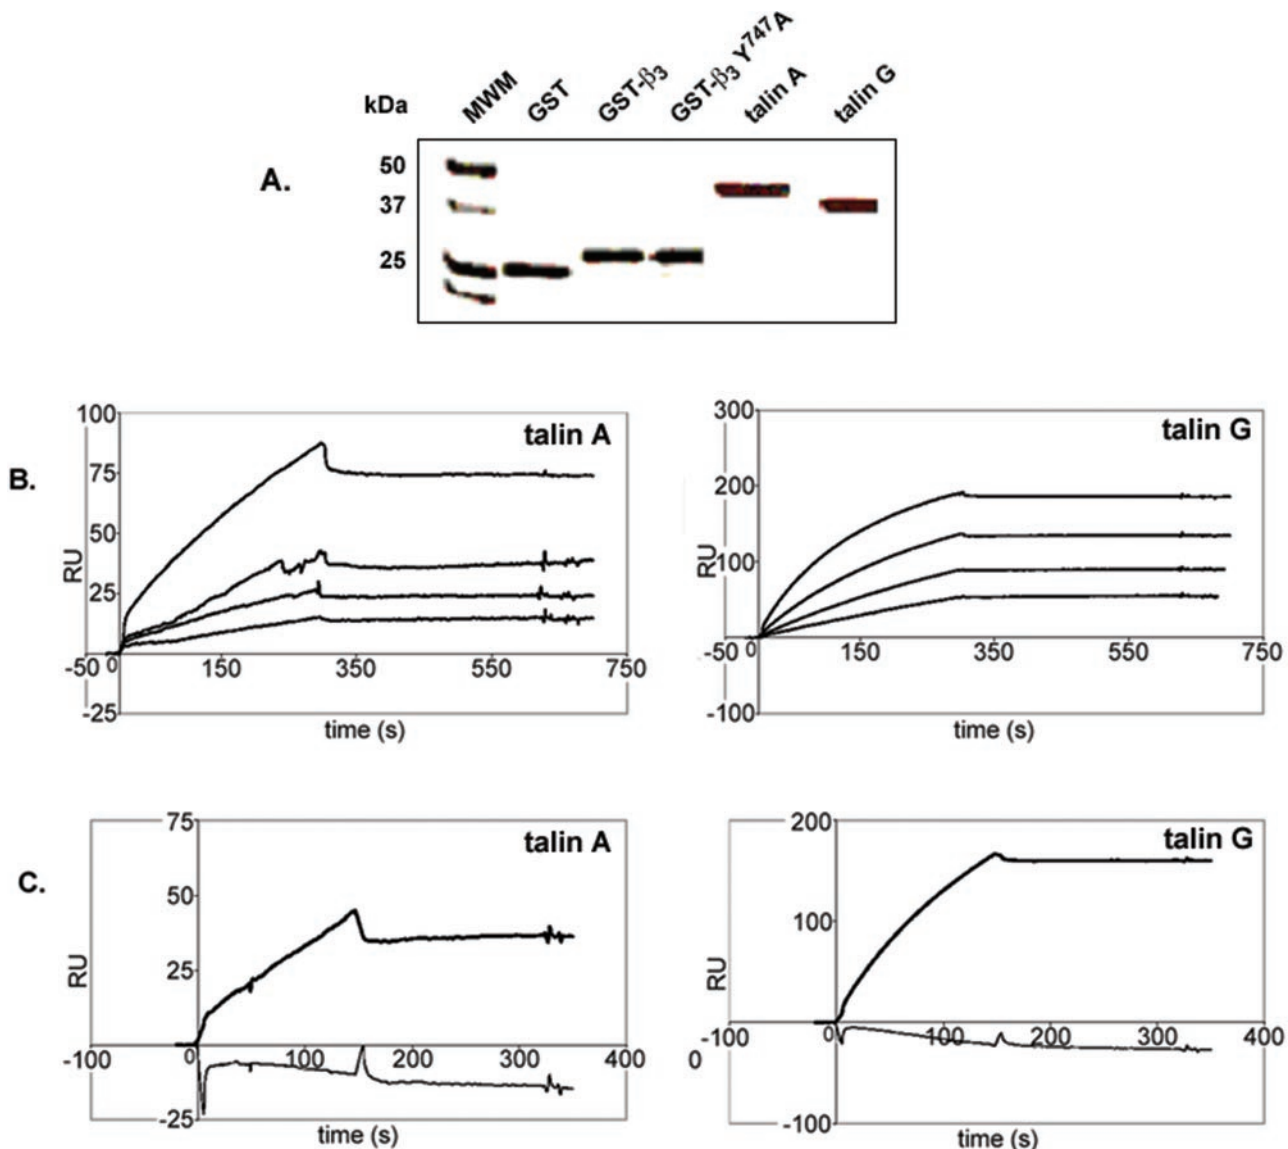 kDa MWM GST GST-β3 GST-β3 Y747A talin A talin G
A.
50
37
25
B.
talin A
100
75
50
25
-25
RU
-50 0 150 350 550 750
time (s)
talin G
300
200
100
-100
RU
-50 0 150 350 550 750
time (s)
C.
talin A
75
50
25
-25
RU
-100 0 100 200 300 400
time (s)
talin G
200
100
-100
RU
0
-100 0 100 200 300 400
time (s)